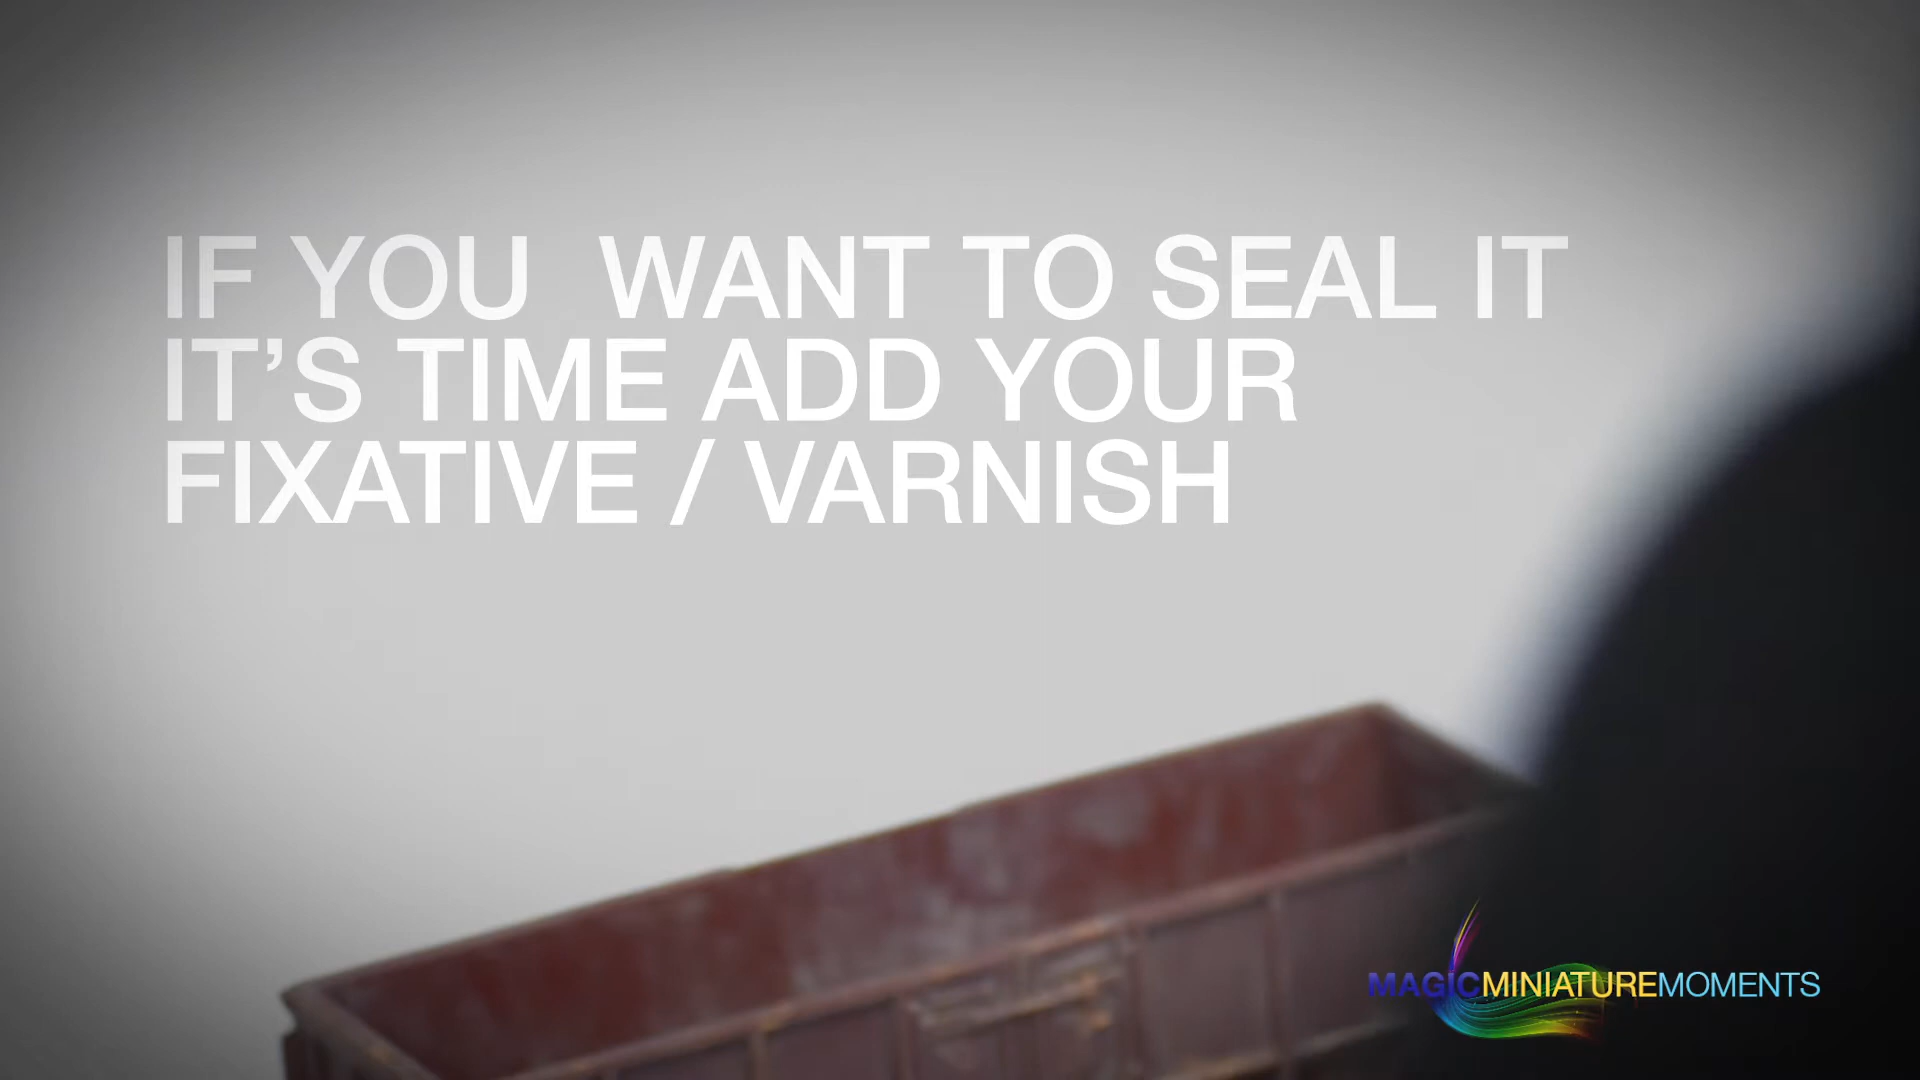 IF YOU  WANT TO SEAL IT
IT’S TIME ADD YOUR
FIXATIVE / VARNISH
MAGICMINIATUREMOMENTS